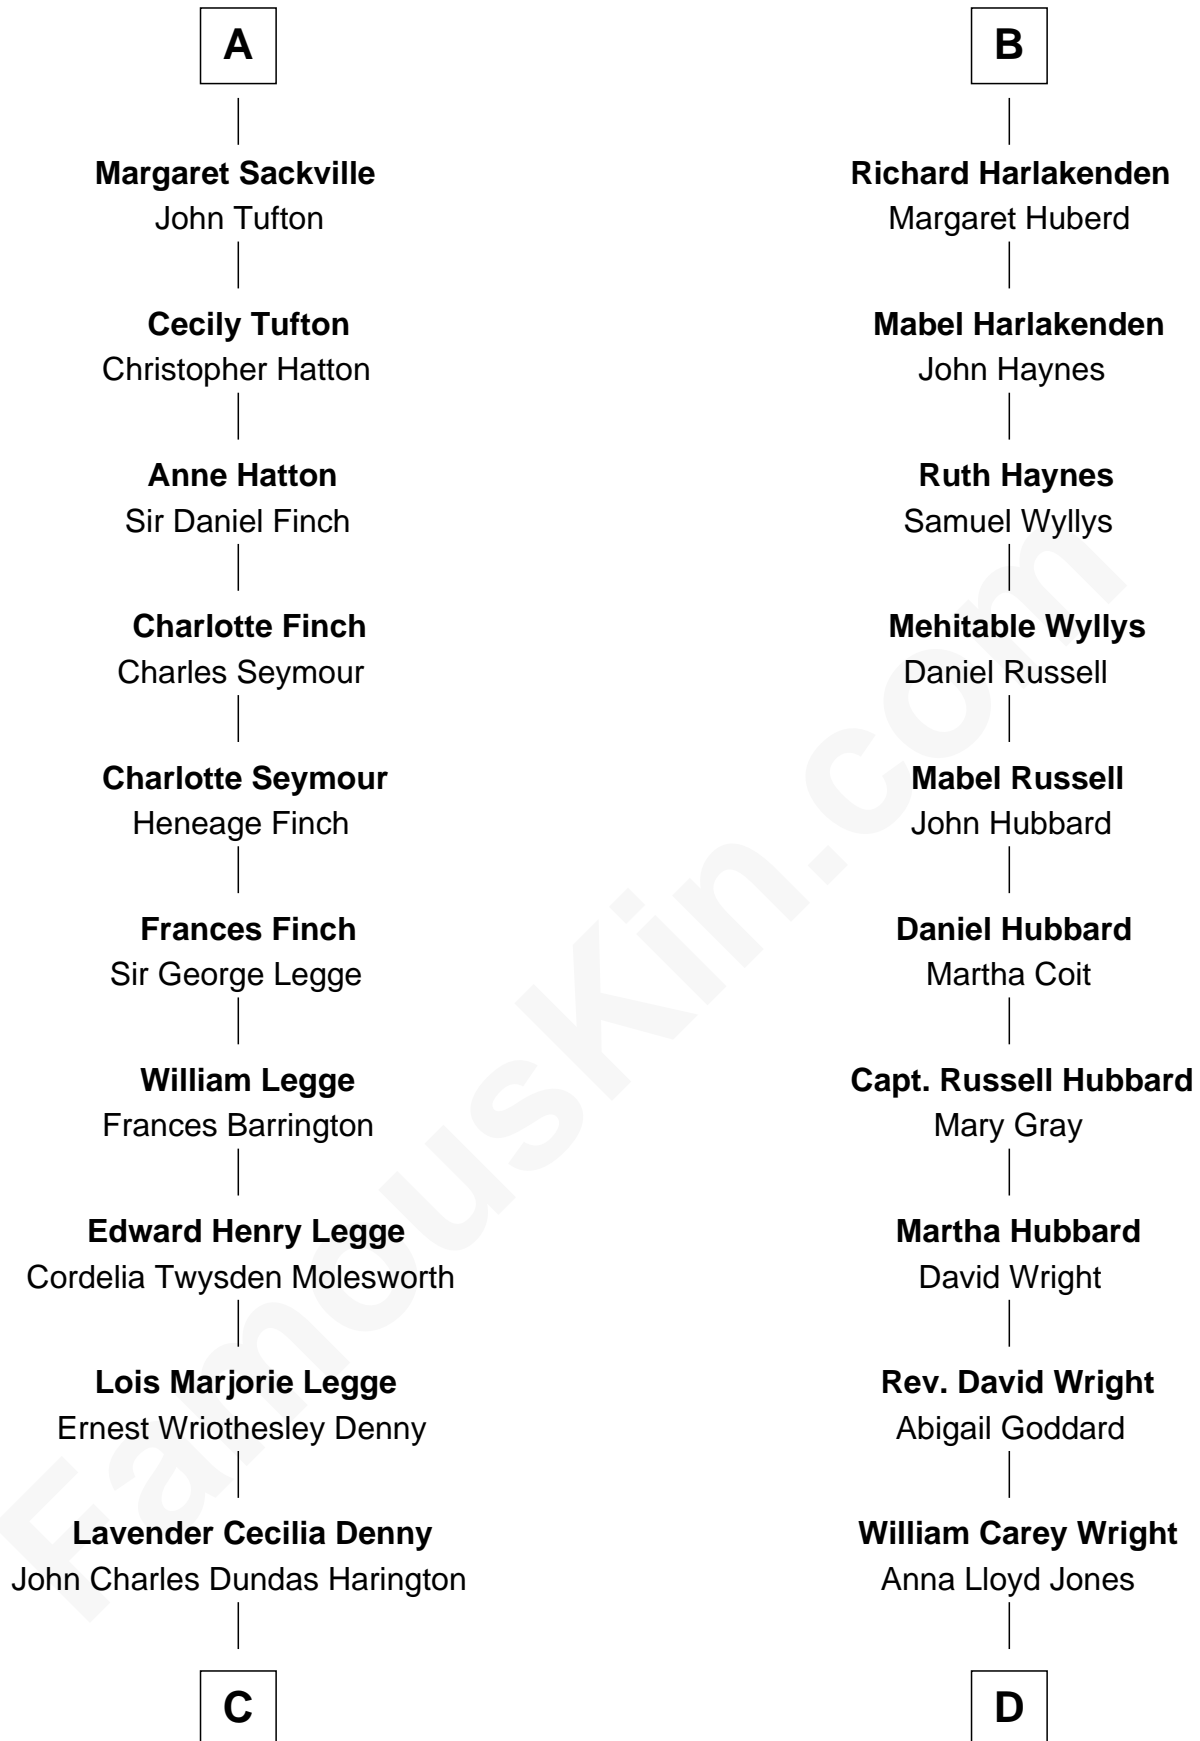 A
Margaret Sackville
John Tufton
Cecily Tufton
Christopher Hatton
Anne Hatton
Sir Daniel Finch
Charlotte Finch
Charles Seymour
Charlotte Seymour
Heneage Finch
Frances Finch
Sir George Legge
William Legge
Frances Barrington
Edward Henry Legge
Cordelia Twysden Molesworth
Lois Marjorie Legge
Ernest Wriothesley Denny
Lavender Cecilia Denny
John Charles Dundas Harington
C
B
Richard Harlakenden
Margaret Huberd
Mabel Harlakenden
John Haynes
Ruth Haynes
Samuel Wyllys
Mehitable Wyllys
Daniel Russell
Mabel Russell
John Hubbard
Daniel Hubbard
Martha Coit
Capt. Russell Hubbard
Mary Gray
Martha Hubbard
David Wright
Rev. David Wright
Abigail Goddard
William Carey Wright
Anna Lloyd Jones
D
FamousKin.com